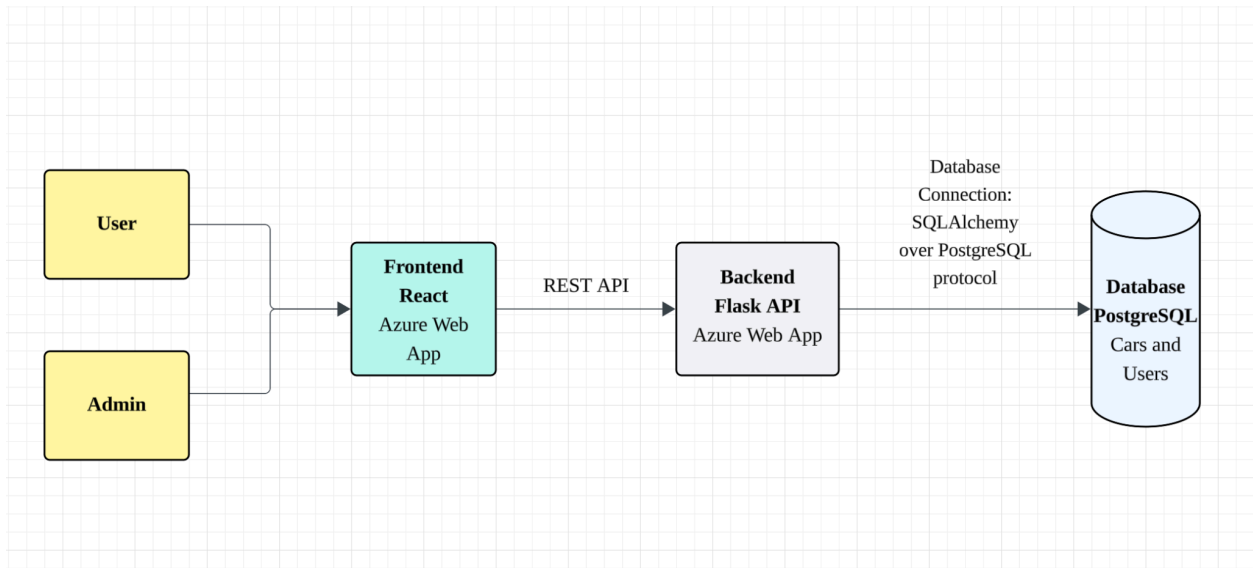 User
Admin
Frontend
React
Azure Web
App
REST API
Backend
Flask API
Azure Web App
Database
Connection:
SQLAlchemy
over PostgreSQL
protocol
Database
PostgreSQL
Cars and
Users